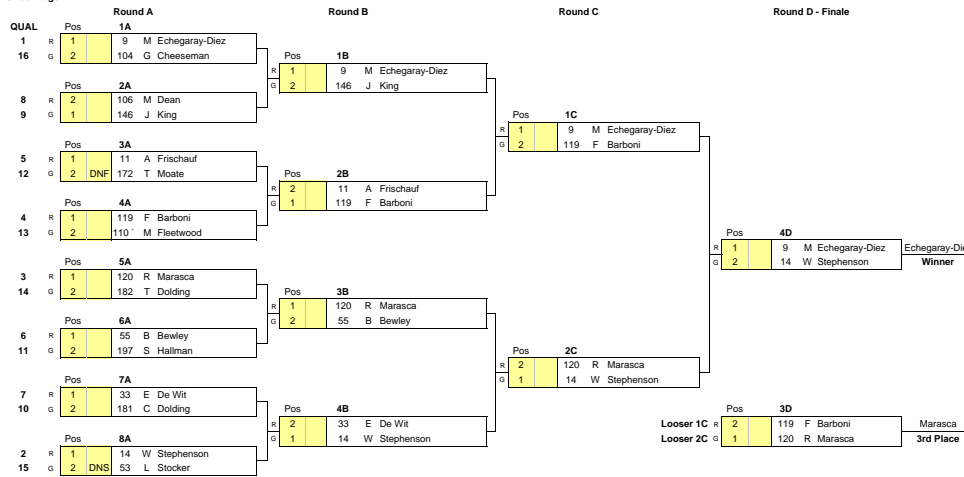 Round A Round B Round C Round D - Finale
QUAL Pos 1A
1 R 1 9 M Echegaray-Diez
16 G 2 104 G Cheeseman
Pos 2A
8 R 2 106 M Dean
9 G 1 146 J King
Pos 3A
5 R 1 11 A Frischauf
12 G 2 DNF 172 T Moate
Pos 4A
4 R 1 119 F Barboni
13 G 2 110 ` M Fleetwood
Pos 5A
3 R 1 120 R Marasca
14 G 2 182 T Dolding
Pos 6A
6 R 1 55 B Bewley
11 G 2 197 S Hallman
Pos 7A
7 R 1 33 E De Wit
10 G 2 181 C Dolding
Pos 8A
2 R 1 14 W Stephenson
15 G 2 DNS 53 L Stocker
Pos 1B
R 1 9 M Echegaray-Diez
G 2 146 J King
Pos 2B
R 2 11 A Frischauf
G 1 119 F Barboni
Pos 3B
R 1 120 R Marasca
G 2 55 B Bewley
Pos 4B
R 2 33 E De Wit
G 1 14 W Stephenson
Pos 1C
R 1 9 M Echegaray-Diez
G 2 119 F Barboni
Pos 2C
R 2 120 R Marasca
G 1 14 W Stephenson
Pos 4D
R 1 9 M Echegaray-Diez Echegaray-Die
G 2 14 W Stephenson Winner
Pos 3D
Looser 1C R 2 119 F Barboni Marasca
Looser 2C G 1 120 R Marasca 3rd Place